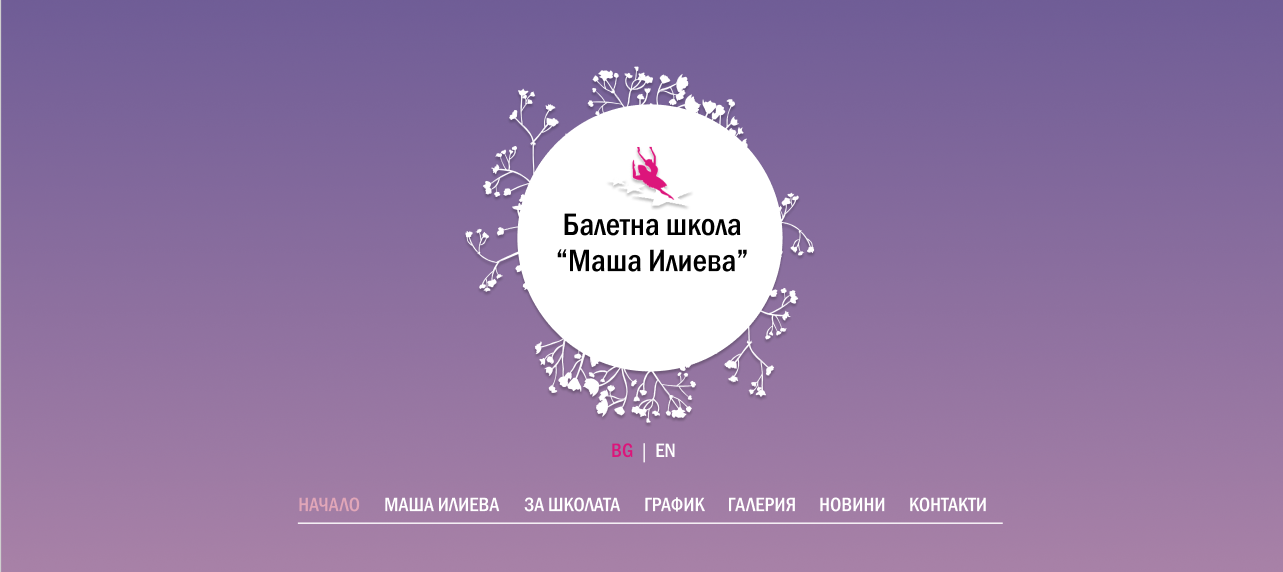 Балетна школа
“Маша Илиева”
BG | EN
НАЧАЛО МАША ИЛИЕВА ЗА ШКОЛАТА ГРАФИК ГАЛЕРИЯ НОВИНИ КОНТАКТИ